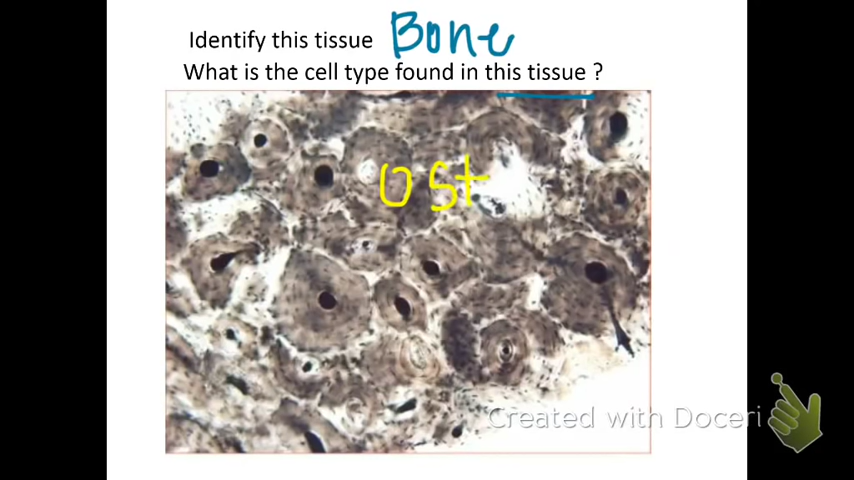 Identify this tissue Bone
What is the cell type found in this tissue ?
ost
Created with Doceri